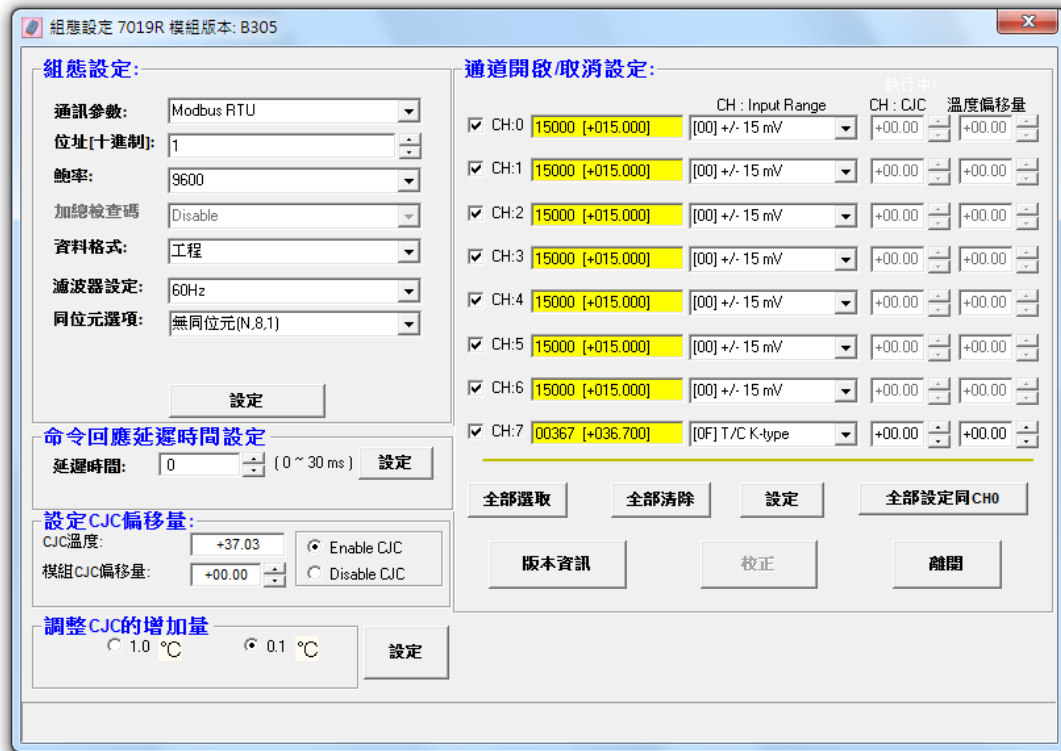 組態設定 7019R 模組版本: B305
組態設定:
通訊參數: Modbus RTU
位址[十進制]: 1
鮑率: 9600
加總檢查碼 Disable
資料格式: 工程
濾波器設定: 60Hz
同位元選項: 無同位元(N,8,1)
設定
命令回應延遲時間設定
延遲時間: 0 ( 0 ~ 30 ms ) 設定
設定CJC偏移量:
CJC溫度: +37.03
模組CJC偏移量: +00.00
Enable CJC
Disable CJC
調整CJC的增加量
1.0 °C 0.1 °C
設定
通道開啟/取消設定:
執行中!
CH : Input Range CH : CJC 溫度偏移量
CH:0 15000 [+015.000] [00] +/- 15 mV +00.00 +00.00
CH:1 15000 [+015.000] [00] +/- 15 mV +00.00 +00.00
CH:2 15000 [+015.000] [00] +/- 15 mV +00.00 +00.00
CH:3 15000 [+015.000] [00] +/- 15 mV +00.00 +00.00
CH:4 15000 [+015.000] [00] +/- 15 mV +00.00 +00.00
CH:5 15000 [+015.000] [00] +/- 15 mV +00.00 +00.00
CH:6 15000 [+015.000] [00] +/- 15 mV +00.00 +00.00
CH:7 00367 [+036.700] [0F] T/C K-type +00.00 +00.00
全部選取 全部清除 設定 全部設定同CH0
版本資訊 校正 離開